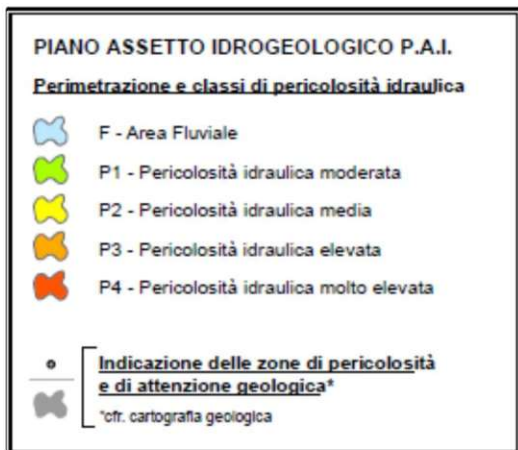 PIANO ASSETTO IDROGEOLOGICO P.A.I.
Perimetrazione e classi di pericolosità idraulica
F - Area Fluviale
P1 - Pericolosità idraulica moderata
P2 - Pericolosità idraulica media
P3 - Pericolosità idraulica elevata
P4 - Pericolosità idraulica molto elevata
Indicazione delle zone di pericolosità
e di attenzione geologica*
*cfr. cartografia geologica